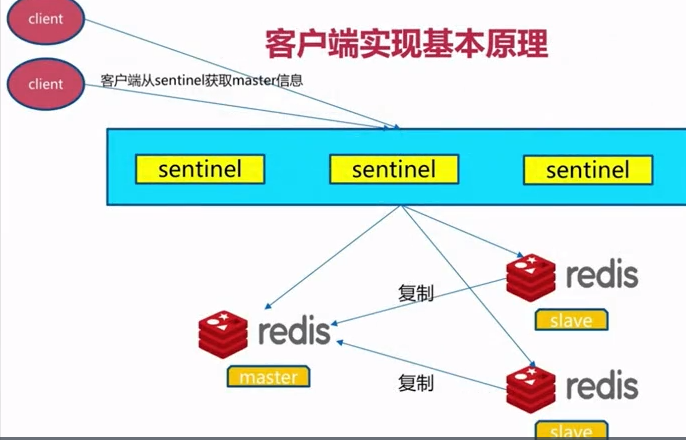 client
客户端实现基本原理
client
客户端从sentinel获取master信息
sentinel
sentinel
sentinel
redis
复制
slave
redis
master
复制
redis
slave